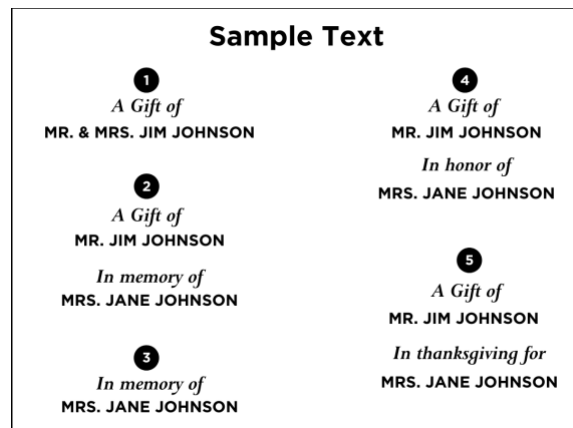 Sample Text
1
A Gift of
MR. & MRS. JIM JOHNSON
2
A Gift of
MR. JIM JOHNSON
In memory of
MRS. JANE JOHNSON
3
In memory of
MRS. JANE JOHNSON
4
A Gift of
MR. JIM JOHNSON
In honor of
MRS. JANE JOHNSON
5
A Gift of
MR. JIM JOHNSON
In thanksgiving for
MRS. JANE JOHNSON